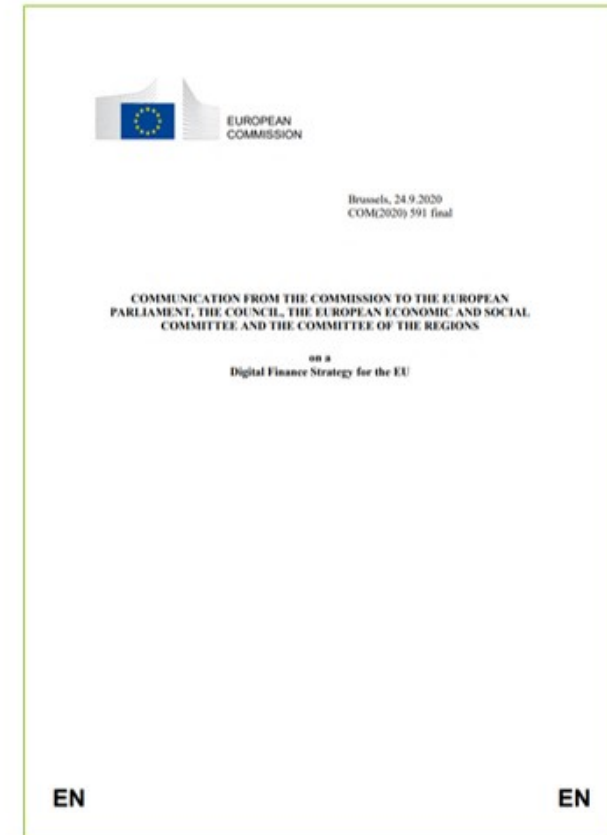 EUROPEAN
COMMISSION
Brussels, 24.9.2020
COM(2020) 591 final
COMMUNICATION FROM THE COMMISSION TO THE EUROPEAN
PARLIAMENT, THE COUNCIL, THE EUROPEAN ECONOMIC AND SOCIAL
COMMITTEE AND THE COMMITTEE OF THE REGIONS
on a
Digital Finance Strategy for the EU
EN
EN